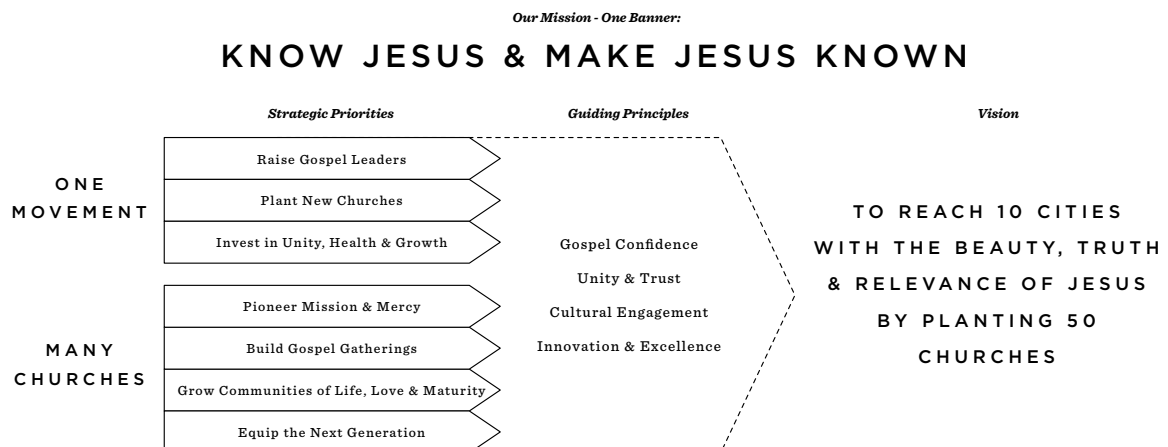 Our Mission - One Banner:
KNOW JESUS & MAKE JESUS KNOWN
Strategic Priorities
Guiding Principles
Vision
ONE
MOVEMENT
Raise Gospel Leaders
Plant New Churches
Invest in Unity, Health & Growth
MANY
CHURCHES
Pioneer Mission & Mercy
Build Gospel Gatherings
Grow Communities of Life, Love & Maturity
Equip the Next Generation
Gospel Confidence
Unity & Trust
Cultural Engagement
Innovation & Excellence
TO REACH 10 CITIES
WITH THE BEAUTY, TRUTH
& RELEVANCE OF JESUS
BY PLANTING 50
CHURCHES